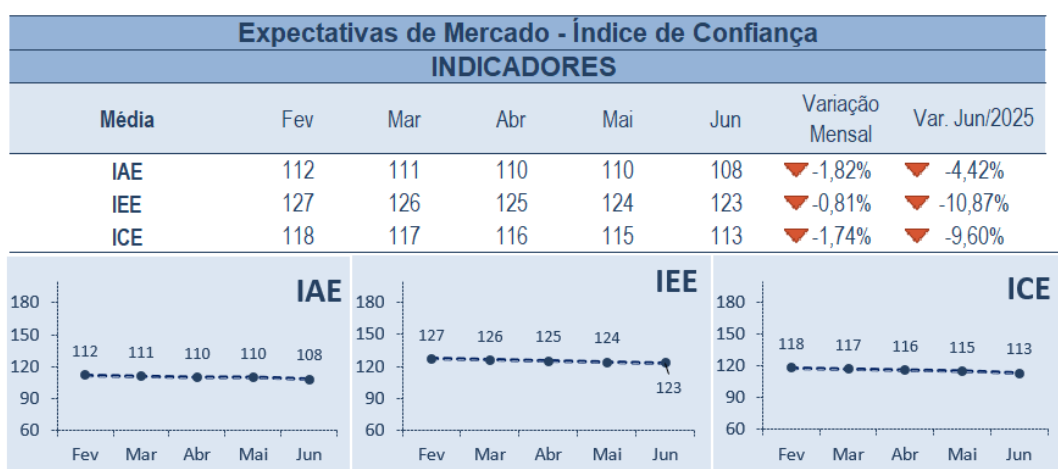 Expectativas de Mercado - Índice de Confiança
INDICADORES
Média Fev Mar Abr Mai Jun Variação Mensal Var. Jun/2025
IAE 112 111 110 110 108 -1,82% -4,42%
IEE 127 126 125 124 123 -0,81% -10,87%
ICE 118 117 116 115 113 -1,74% -9,60%
IAE
180
150
120
90
60
112 111 110 110 108
Fev Mar Abr Mai Jun
IEE
180
150
120
90
60
127 126 125 124 123
Fev Mar Abr Mai Jun
ICE
180
150
120
90
60
118 117 116 115 113
Fev Mar Abr Mai Jun